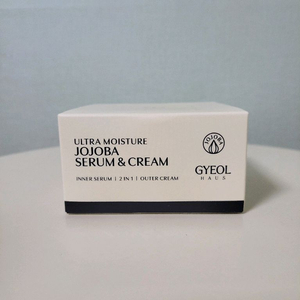 ULTRA MOISTURE
JOJOBA
SERUM & CREAM
INNER SERUM | 2 IN 1 | OUTER CREAM
JOJOBA
GYEOL
HAUS